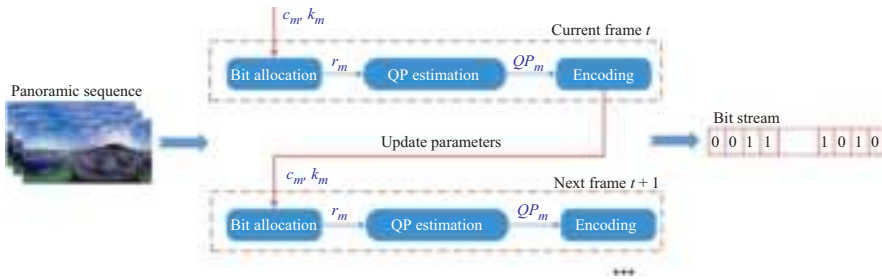 c_m, k_m
Current frame t
Bit allocation
r_m
QP estimation
QP_m
Encoding
Panoramic sequence
Update parameters
Bit stream
0 0 1 1 1 0 1 0
c_m, k_m
Next frame t + 1
Bit allocation
r_m
QP estimation
QP_m
Encoding